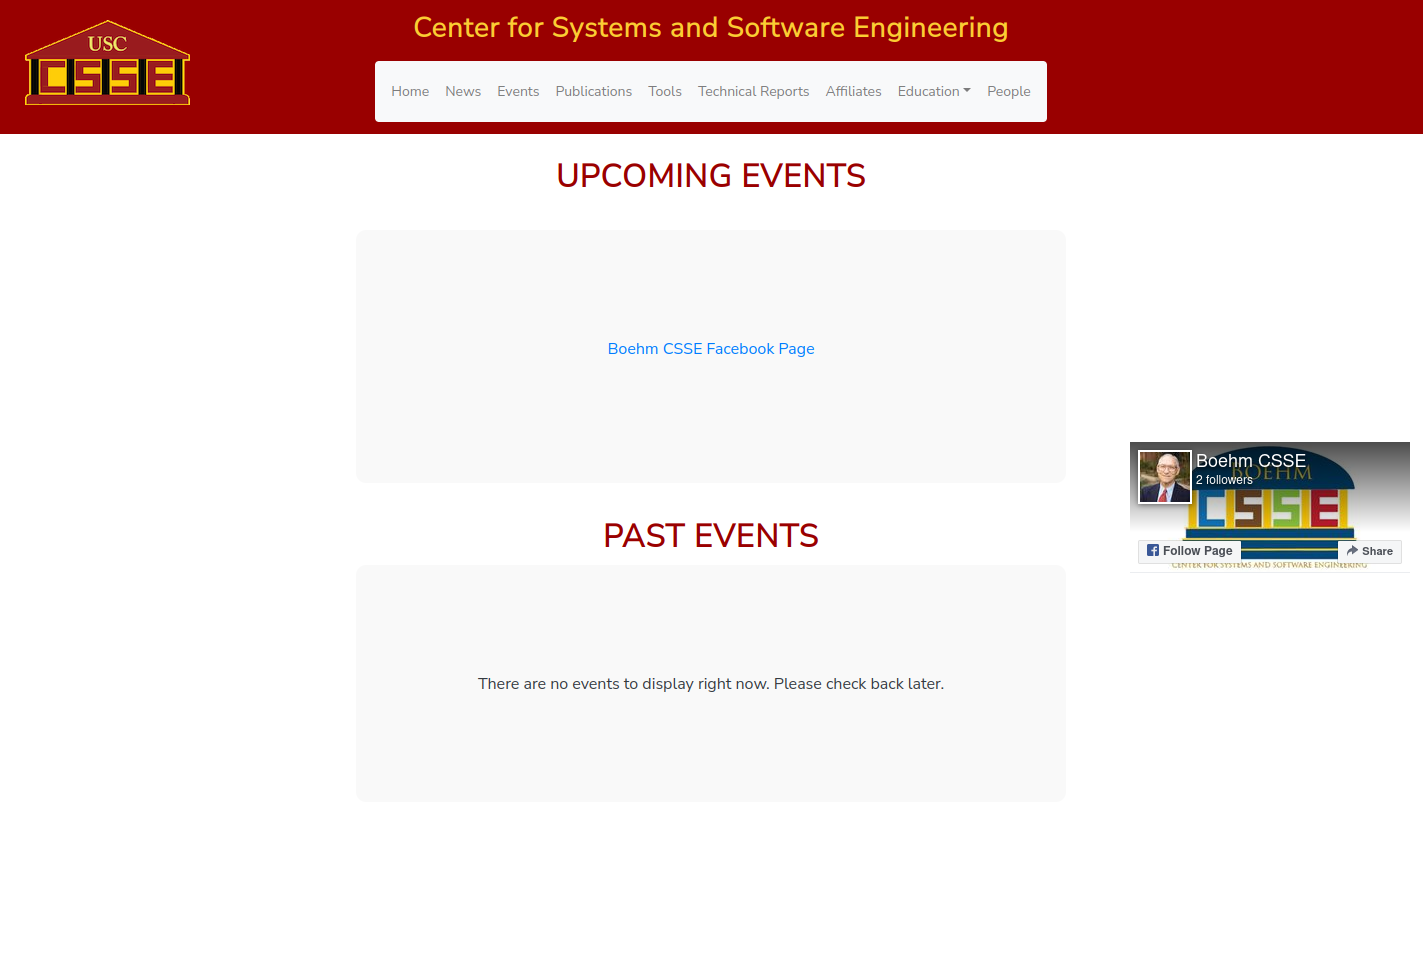 USC
CSSE
Center for Systems and Software Engineering
Home News Events Publications Tools Technical Reports Affiliates Education People
UPCOMING EVENTS
Boehm CSSE Facebook Page
Boehm CSSE
2 followers
BOEHM
CSSE
Follow Page
Share
CENTER FOR SYSTEMS AND SOFTWARE ENGINEERING
PAST EVENTS
There are no events to display right now. Please check back later.